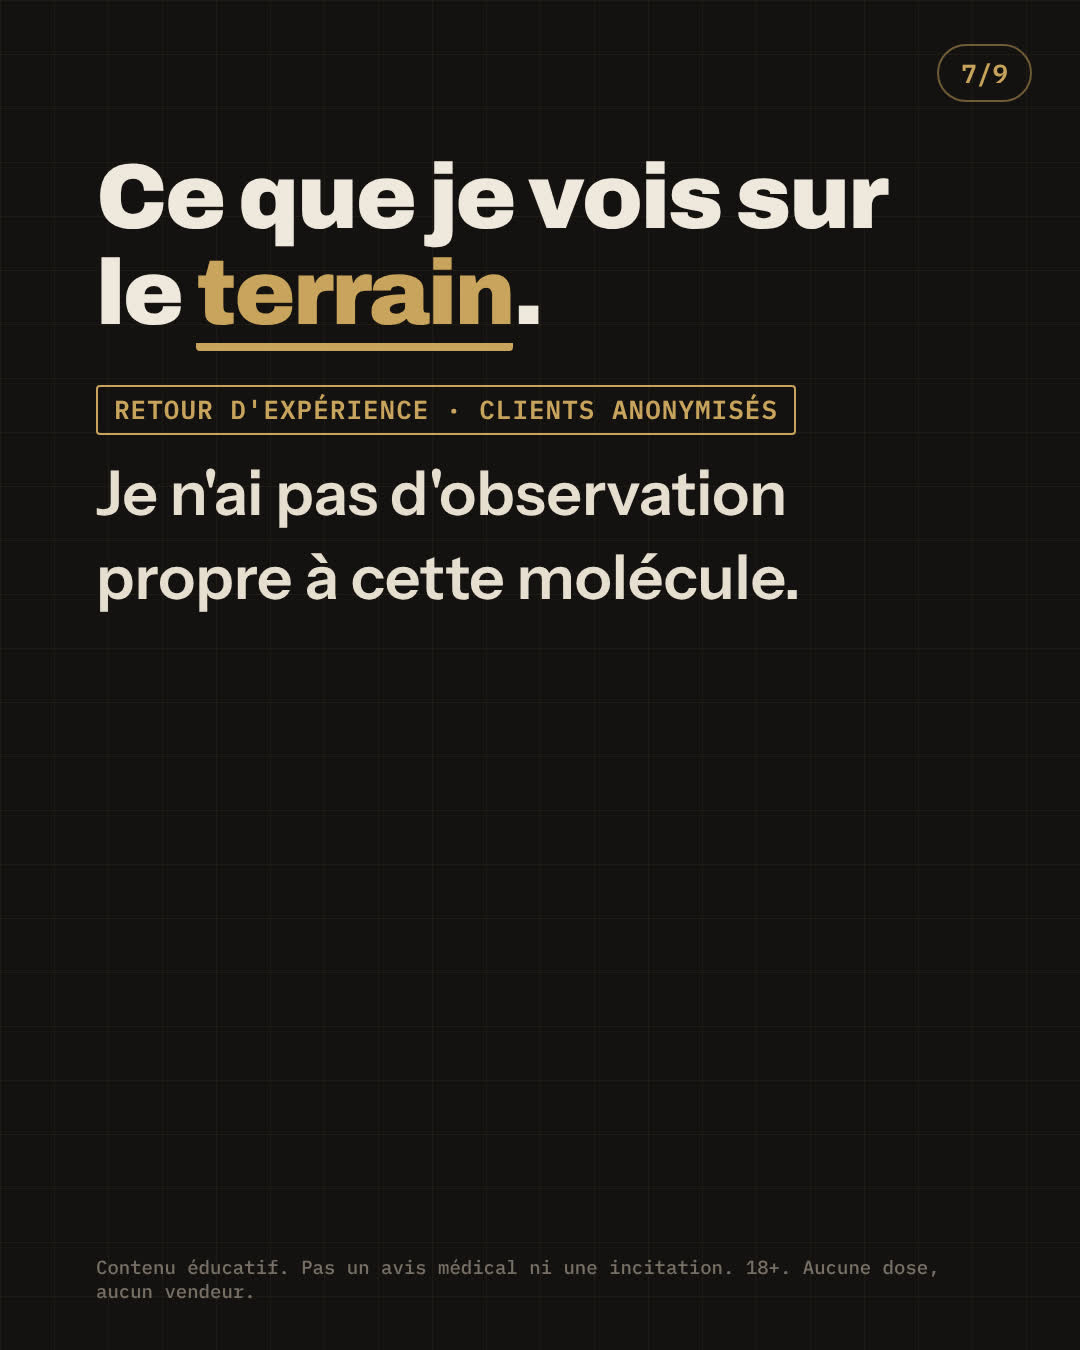 7/9
Ce que je vois sur
le terrain.
RETOUR D'EXPÉRIENCE · CLIENTS ANONYMISÉS
Je n'ai pas d'observation
propre à cette molécule.
Contenu éducatif. Pas un avis médical ni une incitation. 18+. Aucune dose,
aucun vendeur.